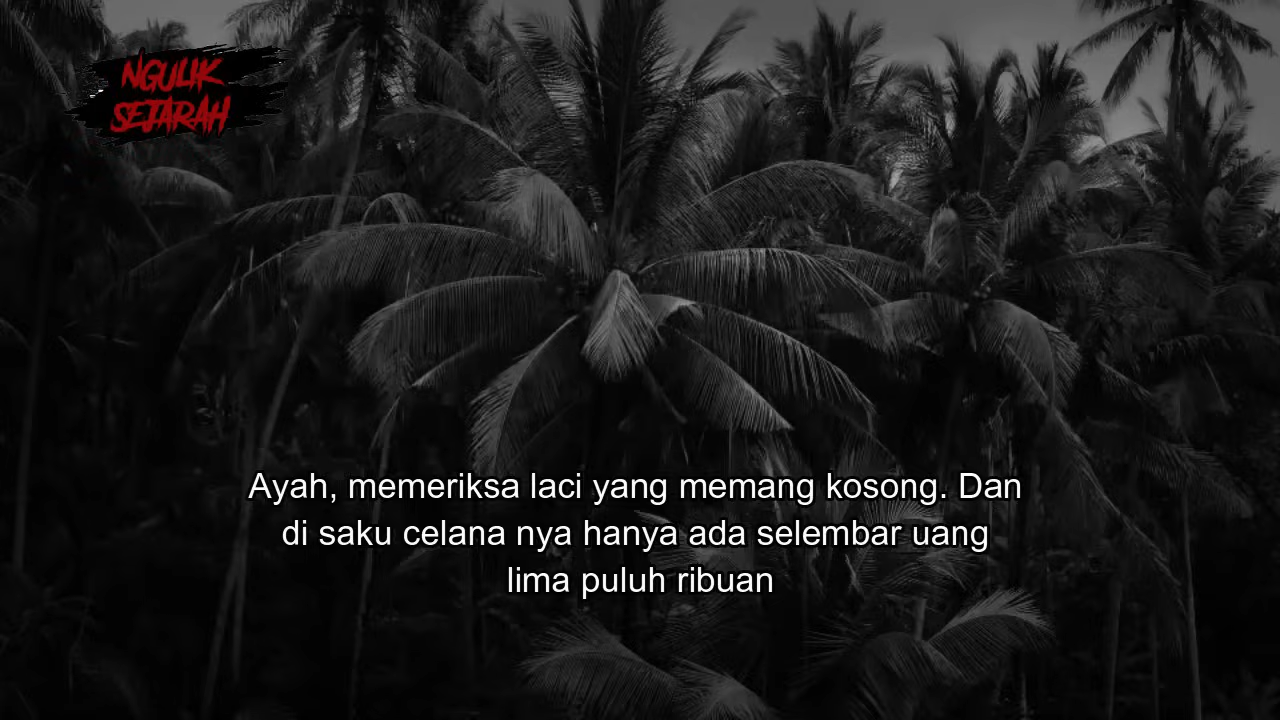 NGULIK
SEJARAH
Ayah, memeriksa laci yang memang kosong. Dan
di saku celana nya hanya ada selembar uang
lima puluh ribuan